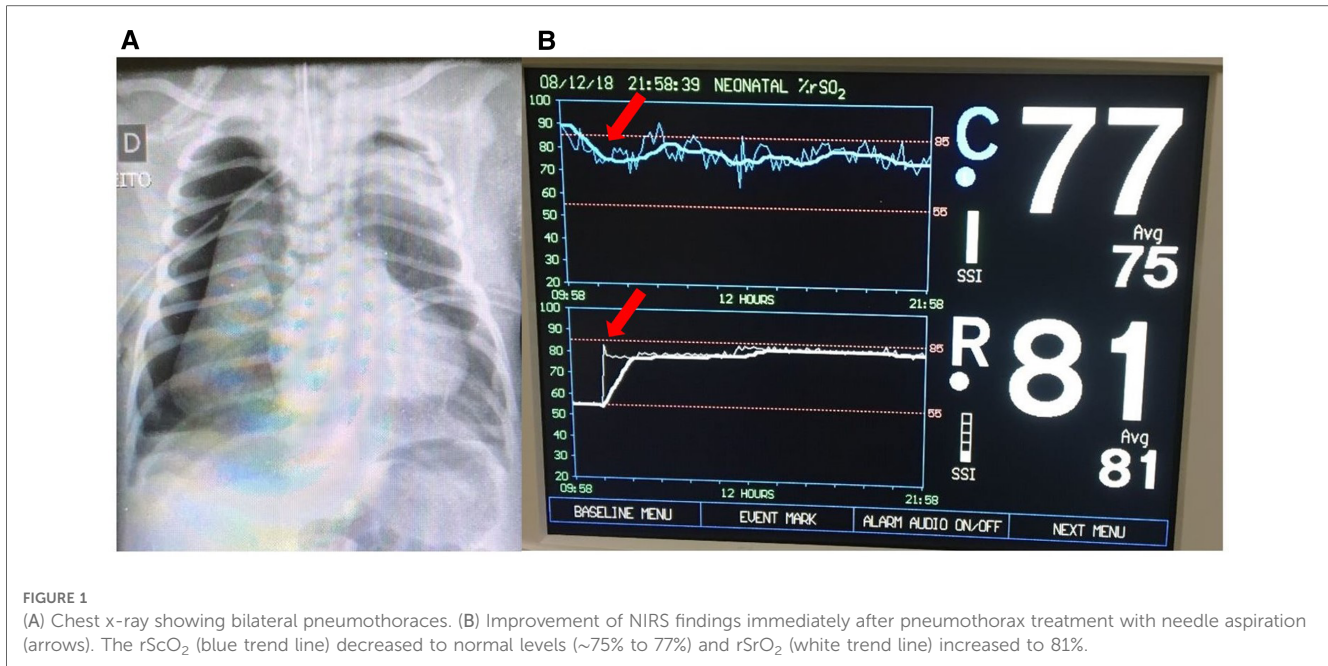 A
B
D
EITO
08/12/18 21:58:39 NEONATAL %rSO₂
100
90
80
70
60
50
40
30
20
85
55
09:58 12 HOURS 21:58
C
77
Avg
75
SSI
100
90
80
70
60
50
40
30
20
85
55
09:58 12 HOURS 21:58
R
81
Avg
81
SSI
BASELINE MENU EVENT MARK ALARM AUDIO ON/OFF NEXT MENU
FIGURE 1
(A) Chest x-ray showing bilateral pneumothoraces. (B) Improvement of NIRS findings immediately after pneumothorax treatment with needle aspiration
(arrows). The rScO₂ (blue trend line) decreased to normal levels (~75% to 77%) and rSrO₂ (white trend line) increased to 81%.